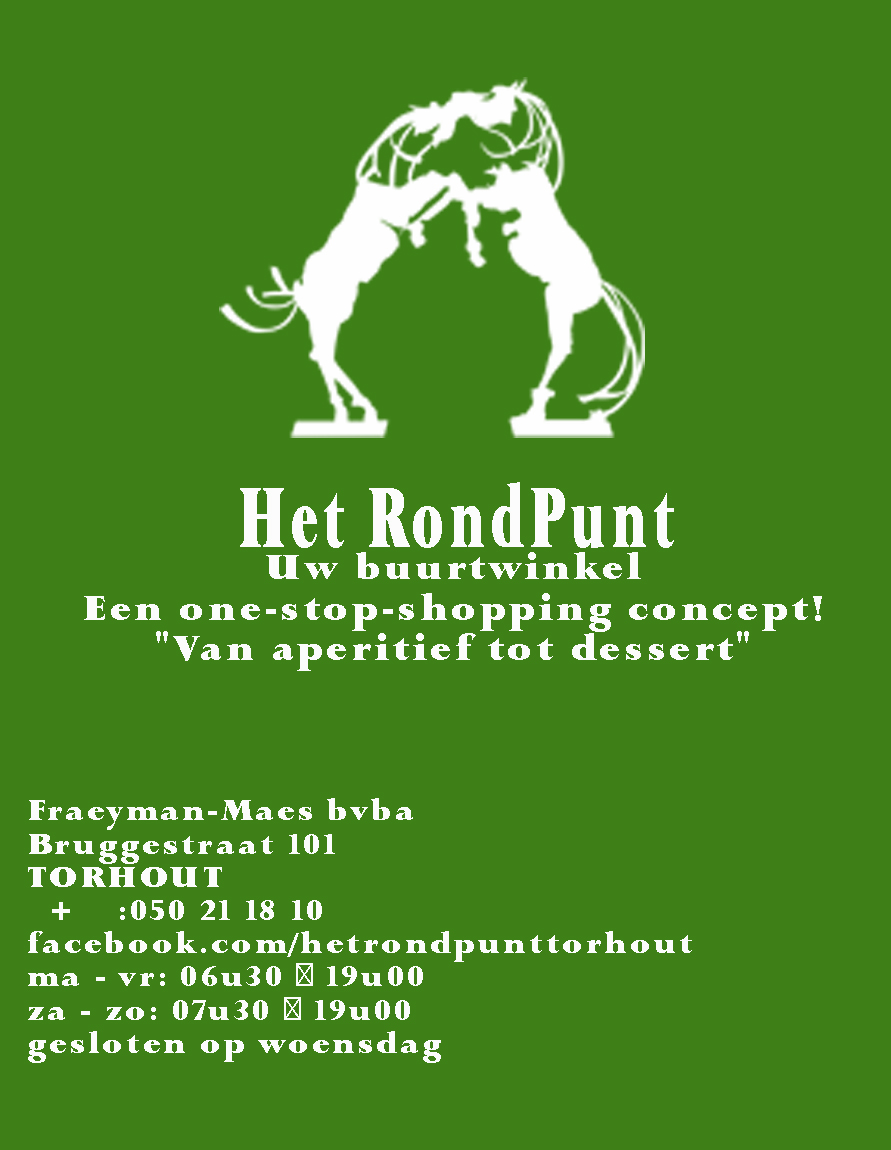 Het RondPunt
Uw buurtwinkel
Een one-stop-shopping concept!
"Van aperitief tot dessert"
Fraeyman-Maes bvba
Bruggestraat 101
TORHOUT
+ :050 21 18 10
facebook.com/hetrondpunttorhout
ma - vr: 06u30 ☒ 19u00
za - zo: 07u30 ☒ 19u00
gesloten op woensdag